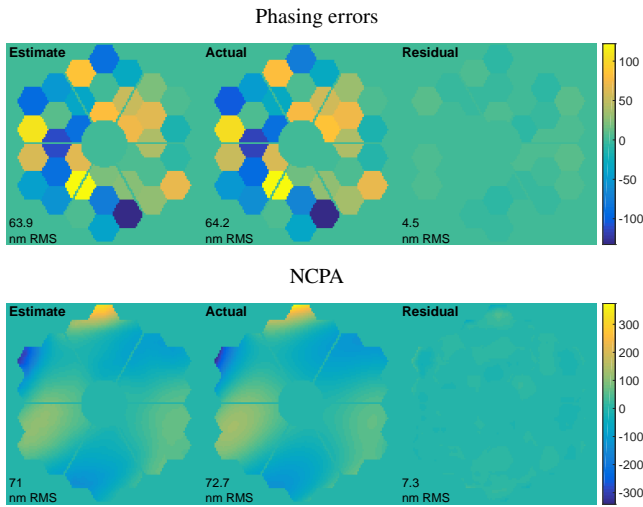 Phasing errors
Estimate Actual Residual
100
50
0
-50
-100
63.9 64.2 4.5
nm RMS nm RMS nm RMS
NCPA
Estimate Actual Residual
300
200
100
0
-100
-200
-300
71 72.7 7.3
nm RMS nm RMS nm RMS